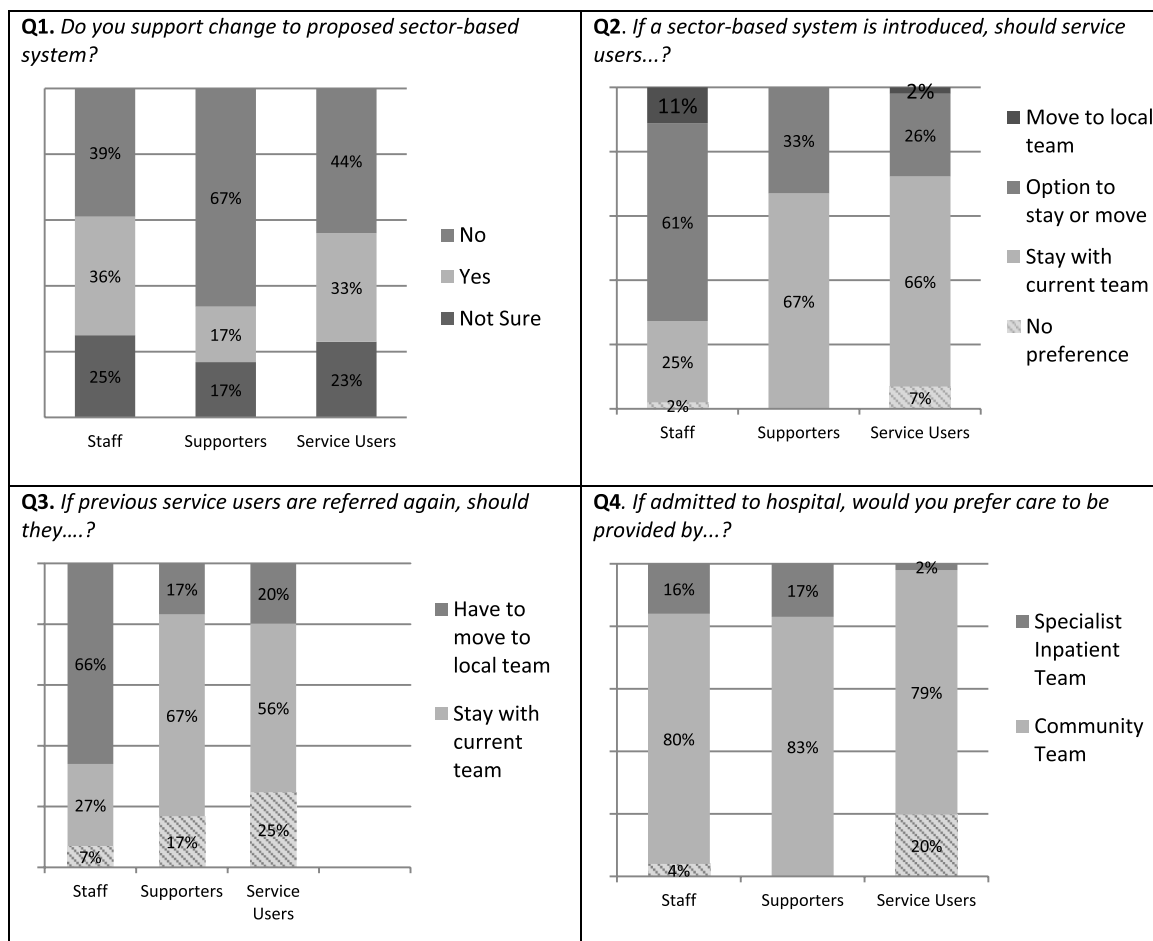 Q1. Do you support change to proposed sector-based
system?
39%
67%
44%
36%
17%
33%
25%
17%
23%
Staff
Supporters
Service Users
No
Yes
Not Sure
Q2. If a sector-based system is introduced, should service
users...?
11%
2%
33%
26%
61%
67%
66%
25%
2%
7%
Staff
Supporters
Service Users
Move to local
team
Option to
stay or move
Stay with
current team
No
preference
Q3. If previous service users are referred again, should
they....?
17%
20%
66%
67%
56%
27%
7%
17%
25%
Staff
Supporters
Service
Users
Have to
move to
local team
Stay with
current
team
Q4. If admitted to hospital, would you prefer care to be
provided by...?
16%
17%
2%
80%
83%
79%
4%
20%
Staff
Supporters
Service Users
Specialist
Inpatient
Team
Community
Team